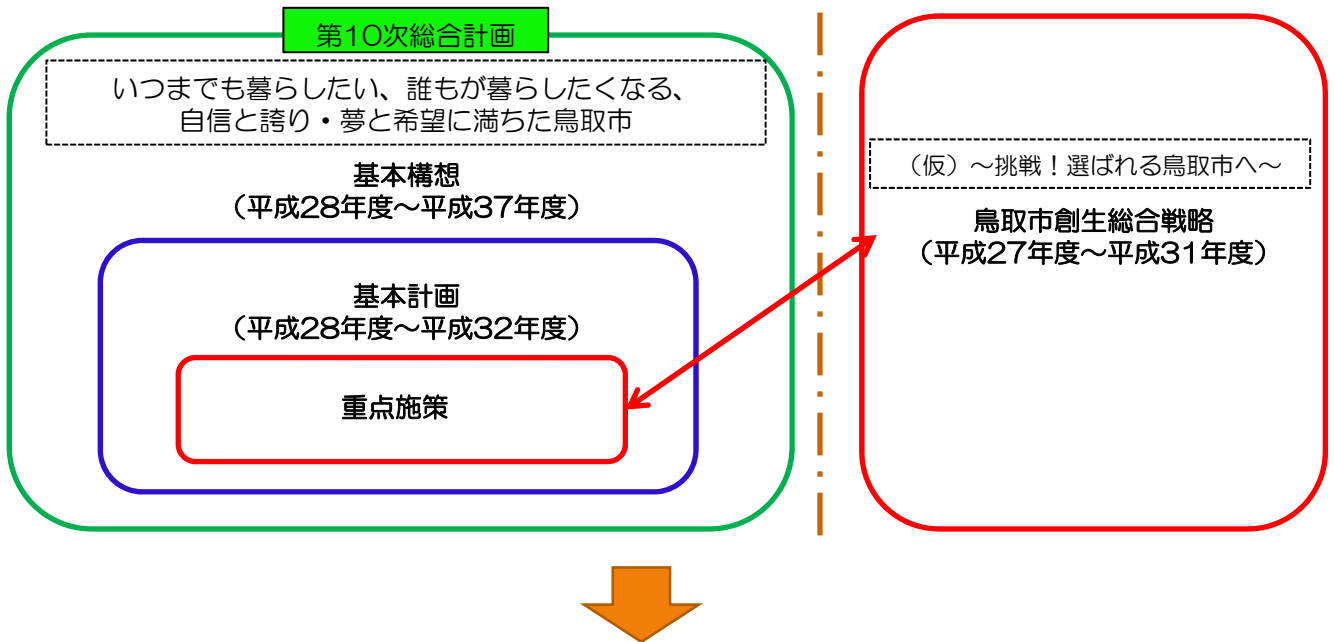 第10次総合計画
いつまでも暮らしたい、誰もが暮らしたくなる、
自信と誇り・夢と希望に満ちた鳥取市
基本構想
（平成28年度～平成37年度）
基本計画
（平成28年度～平成32年度）
重点施策
（仮）～挑戦！選ばれる鳥取市へ～
鳥取市創生総合戦略
（平成27年度～平成31年度）